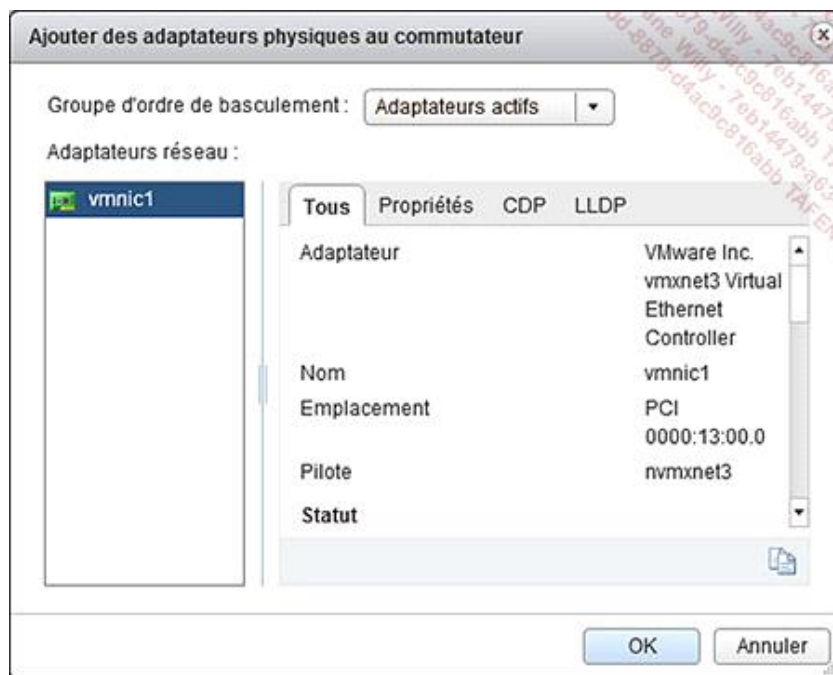 Ajouter des adaptateurs physiques au commutateur
Groupe d'ordre de basculement :
Adaptateurs actifs
Adaptateurs réseau :
vmnic1
Tous
Propriétés
CDP
LLDP
Adaptateur
VMware Inc.
vmxnet3 Virtual
Ethernet
Controller
Nom
vmnic1
Emplacement
PCI
0000:13:00.0
Pilote
nvmxnet3
Statut
OK
Annuler